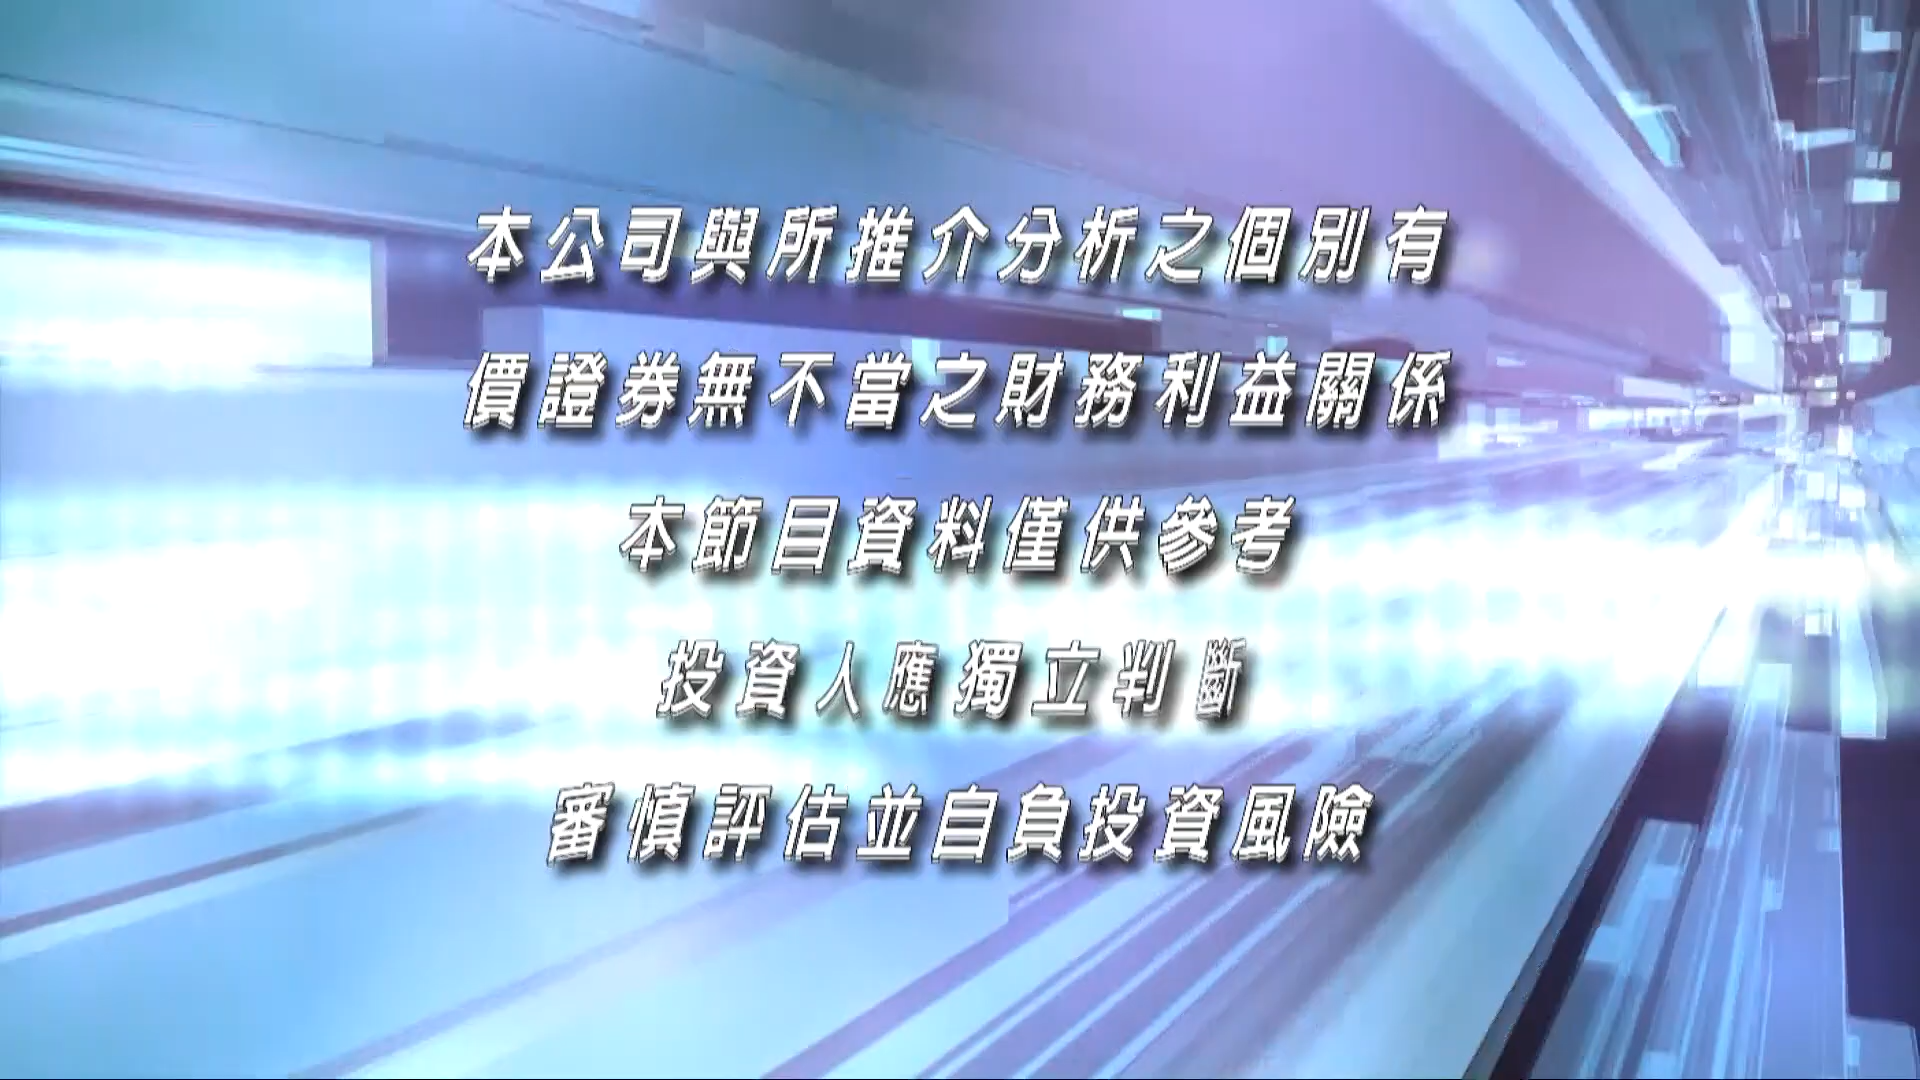 本公司與所推介分析之個別有
價證券無不當之財務利益關係
本節目資料僅供參考
投資人應獨立判斷
審慎評估並自負投資風險